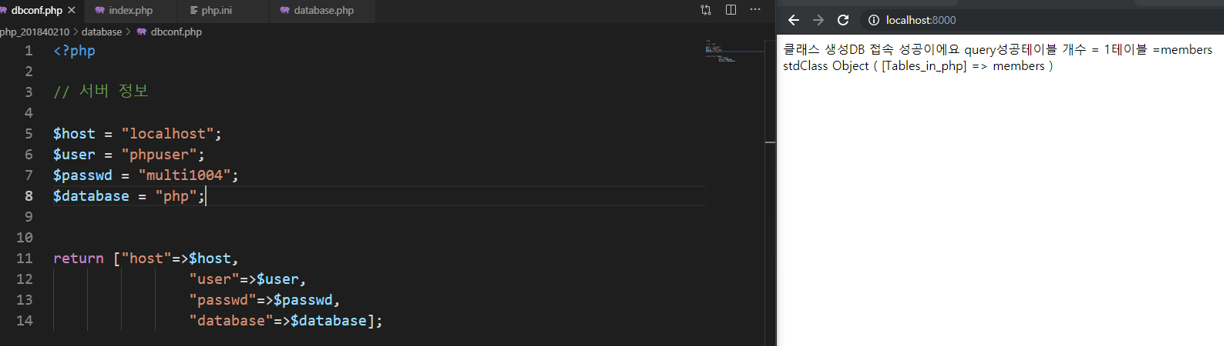 dbconf.php
index.php
php.ini
database.php
php_201840210 > database > dbconf.php
1 <?php
2
3 // 서버 정보
4
5 $host = "localhost";
6 $user = "phpuser";
7 $passwd = "multi1004";
8 $database = "php";
9
10
11 return ["host"=>$host,
12 "user"=>$user,
13 "passwd"=>$passwd,
14 "database"=>$database];
localhost:8000
클래스 생성DB 접속 성공이에요 query성공테이블 개수 = 1테이블 =members
stdClass Object ( [Tables_in_php] => members )